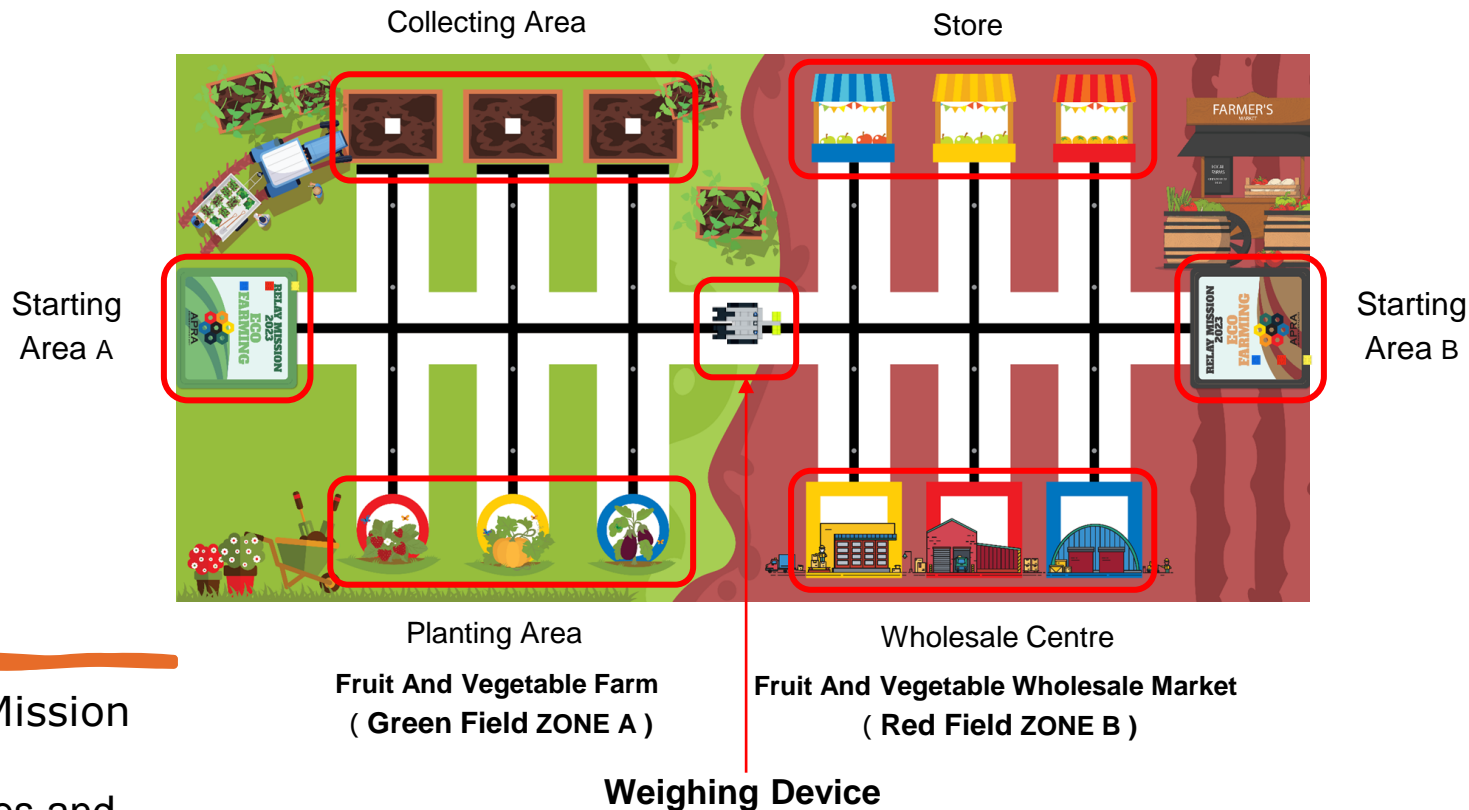 Collecting Area
Store
FARMER'S
MARKET
Starting
Area A
RELAY MISSION
2023
ECO
FARMING
APRA
RELAY MISSION
2023
ECO
FARMING
APRA
Starting
Area B
Planting Area
Wholesale Centre
Fruit And Vegetable Farm
( Green Field ZONE A )
Fruit And Vegetable Wholesale Market
( Red Field ZONE B )
Mission
es and
Weighing Device